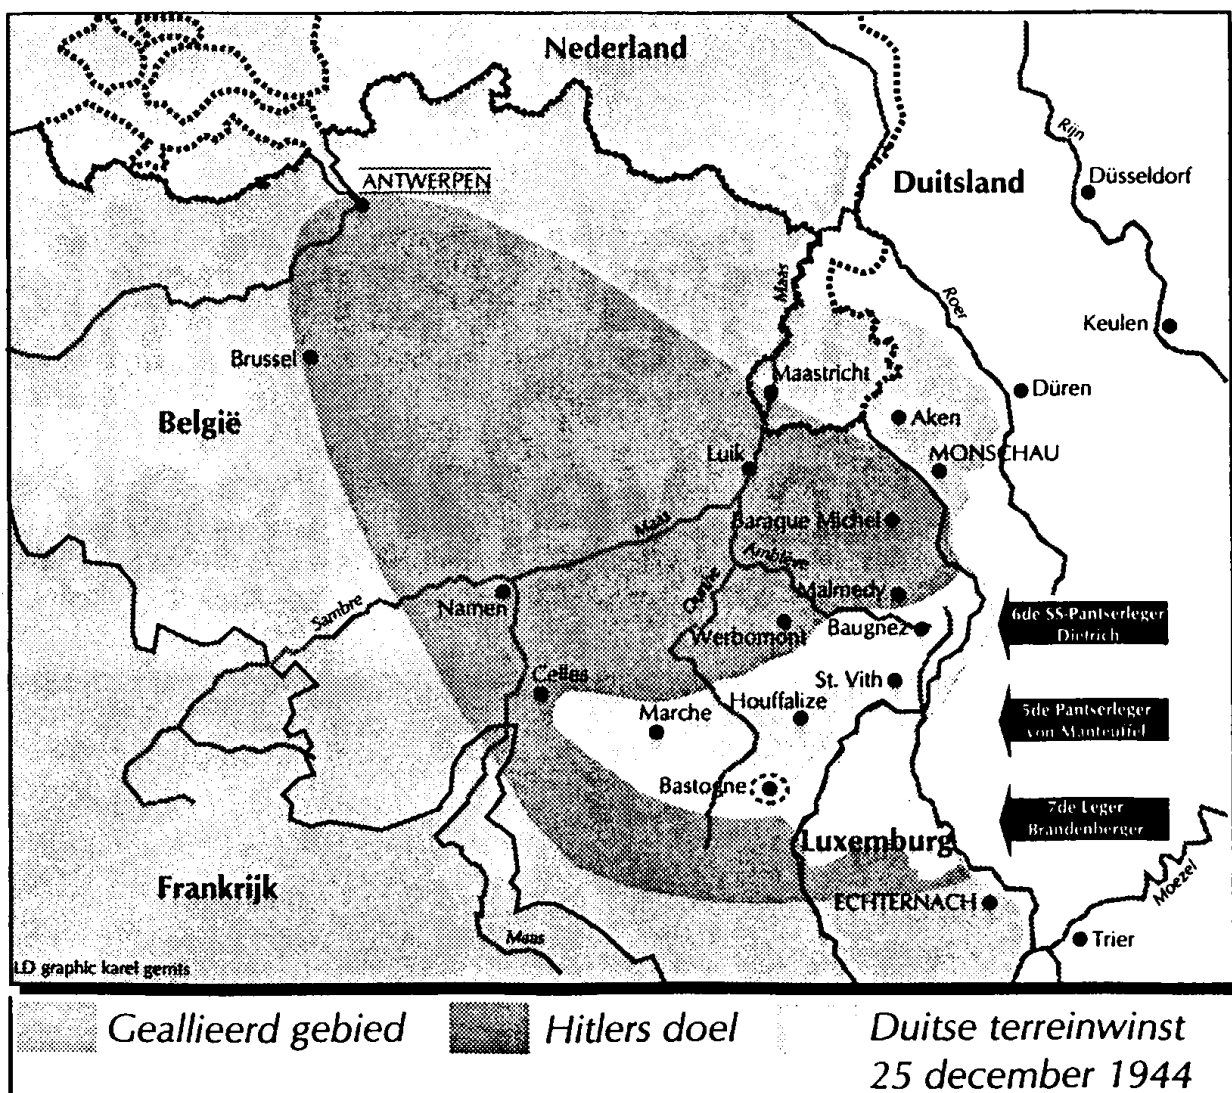 Nederland
Rijn
Duitsland
Düsseldorf
ANTWERPEN
Maas
Roer
Keulen
Brussel
Maastricht
Düren
België
Aken
Luik
MONSCHAU
Maas
Baraque Michel
Amblève
Ourthe
Malmedy
Namen
Sambre
6de SS-Pantserleger
Dietrich
Werbomont
Baugnez
Celles
St. Vith
Houffalize
Marche
5de Pantserleger
von Manteuffel
Bastogne
7de Leger
Brandenberger
Luxemburg
Moezel
Frankrijk
ECHTERNACH
Maas
Trier
LD graphic karel gerrits
Geallieerd gebied
Hitlers doel
Duitse terreinwinst
25 december 1944